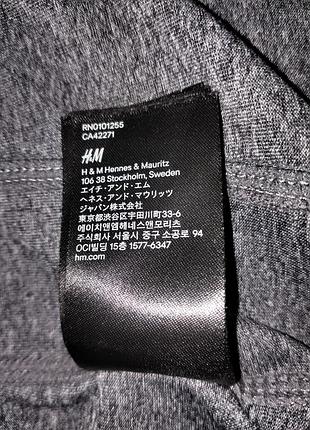 RN0101255
CA42271
H&M
H & M Hennes & Mauritz
106 38 Stockholm, Sweden
エイチ・アンド・エム
ヘネス・アンド・マウリッツ
ジャパン株式会社
東京都渋谷区宇田川町33-6
에이치앤엠헤네스앤모리츠
주식회사 서울시 중구 소공로 94
OCI빌딩 15층 1577-6347
hm.com